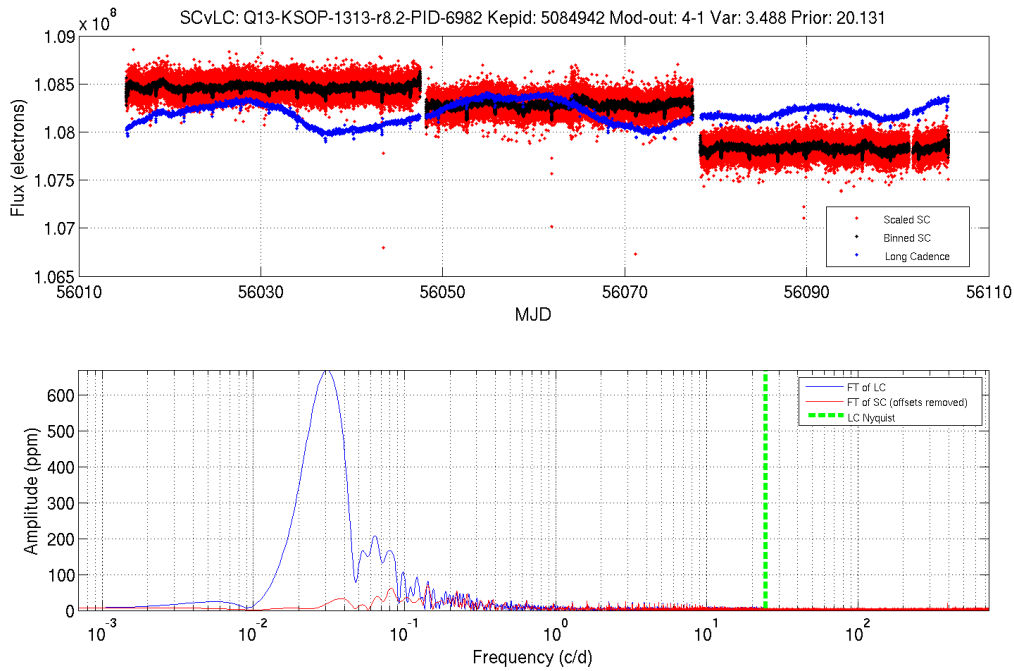 SCvLC: Q13-KSOP-1313-r8.2-PID-6982 Kepid: 5084942 Mod-out: 4-1 Var: 3.488 Prior: 20.131
x 10^8
1.09
1.085
1.08
1.075
1.07
1.065
Flux (electrons)
Scaled SC
Binned SC
Long Cadence
56010 56030 56050 56070 56090 56110
MJD
600
500
400
300
200
100
0
Amplitude (ppm)
FT of LC
FT of SC (offsets removed)
LC Nyquist
10^-3 10^-2 10^-1 10^0 10^1 10^2
Frequency (c/d)